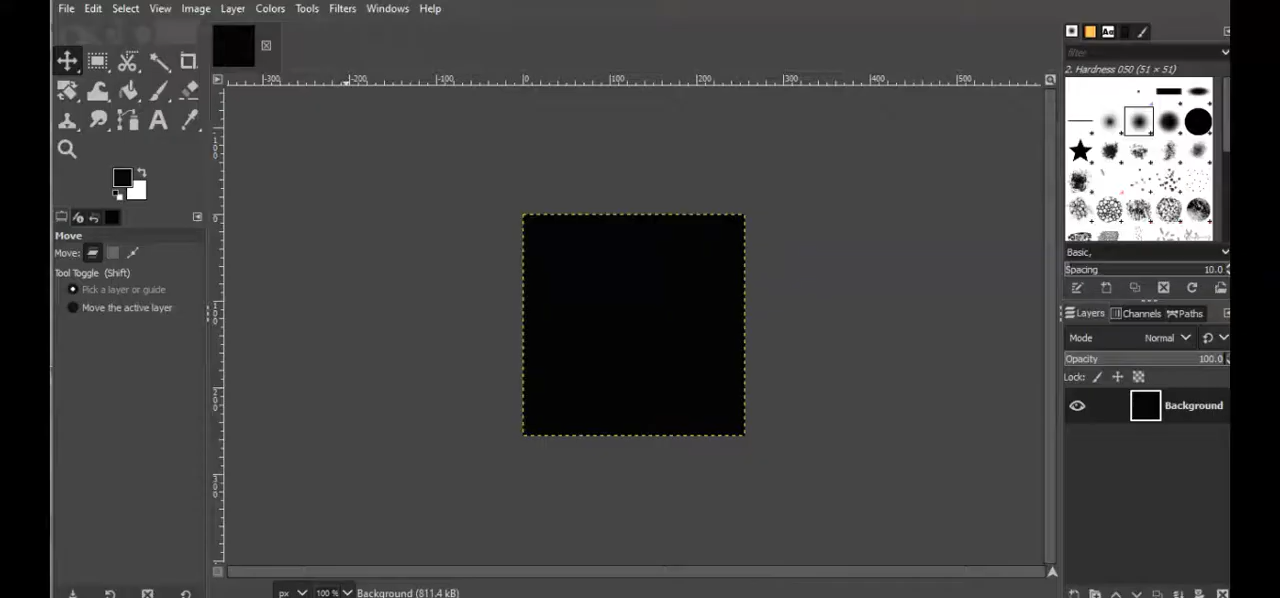 File Edit Select View Image Layer Colors Tools Filters Windows Help
-300 -200 -100 0 100 200 300 400 500
filter
2. Hardness 050 (51 × 51)
Move
Move:
Tool Toggle (Shift)
Pick a layer or guide
Move the active layer
Basic,
Spacing 10.0
Layers Channels Paths
Mode Normal
Opacity 100.0
Lock:
Background
px 100 % Background (811.4 kB)